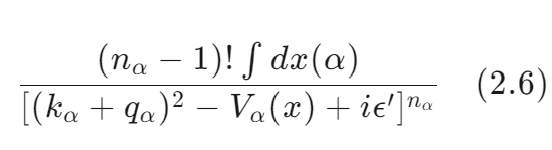 (n_α − 1)! ∫ dx(α)
[(k_α + q_α)² − V_α(x) + iϵ′]^{n_α} (2.6)